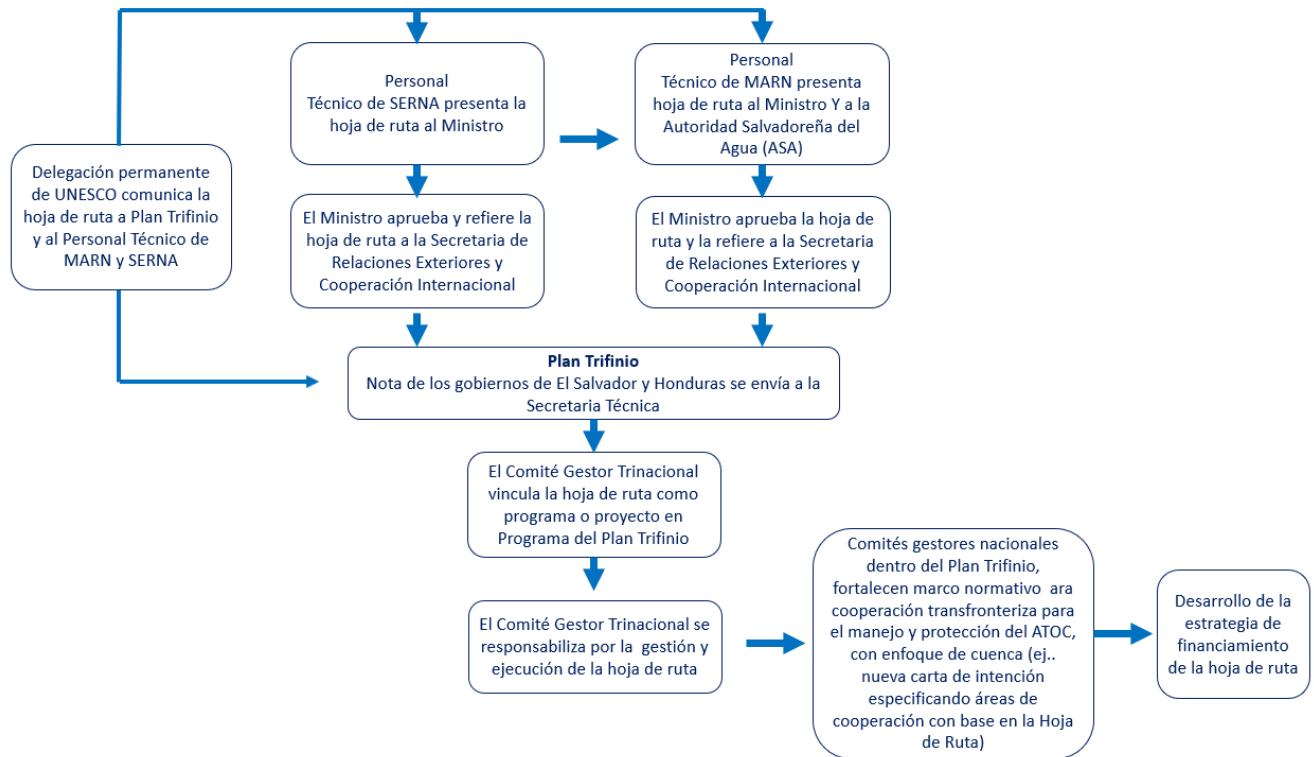 Delegación permanente
de UNESCO comunica la
hoja de ruta a Plan Trifinio
y al Personal Técnico de
MARN y SERNA
Personal
Técnico de SERNA presenta la
hoja de ruta al Ministro
Personal
Técnico de MARN presenta
hoja de ruta al Ministro Y a la
Autoridad Salvadoreña del
Agua (ASA)
El Ministro aprueba y refiere la
hoja de ruta a la Secretaria de
Relaciones Exteriores y
Cooperación Internacional
El Ministro aprueba la hoja de
ruta y la refiere a la Secretaria
de Relaciones Exteriores y
Cooperación Internacional
Plan Trifinio
Nota de los gobiernos de El Salvador y Honduras se envía a la
Secretaria Técnica
El Comité Gestor Trinacional
vincula la hoja de ruta como
programa o proyecto en
Programa del Plan Trifinio
El Comité Gestor Trinacional se
responsabiliza por la gestión y
ejecución de la hoja de ruta
Comités gestores nacionales
dentro del Plan Trifinio,
fortalecen marco normativo ara
cooperación transfronteriza para
el manejo y protección del ATOC,
con enfoque de cuenca (ej..
nueva carta de intención
especificando áreas de
cooperación con base en la Hoja
de Ruta)
Desarrollo de la
estrategia de
financiamiento
de la hoja de ruta